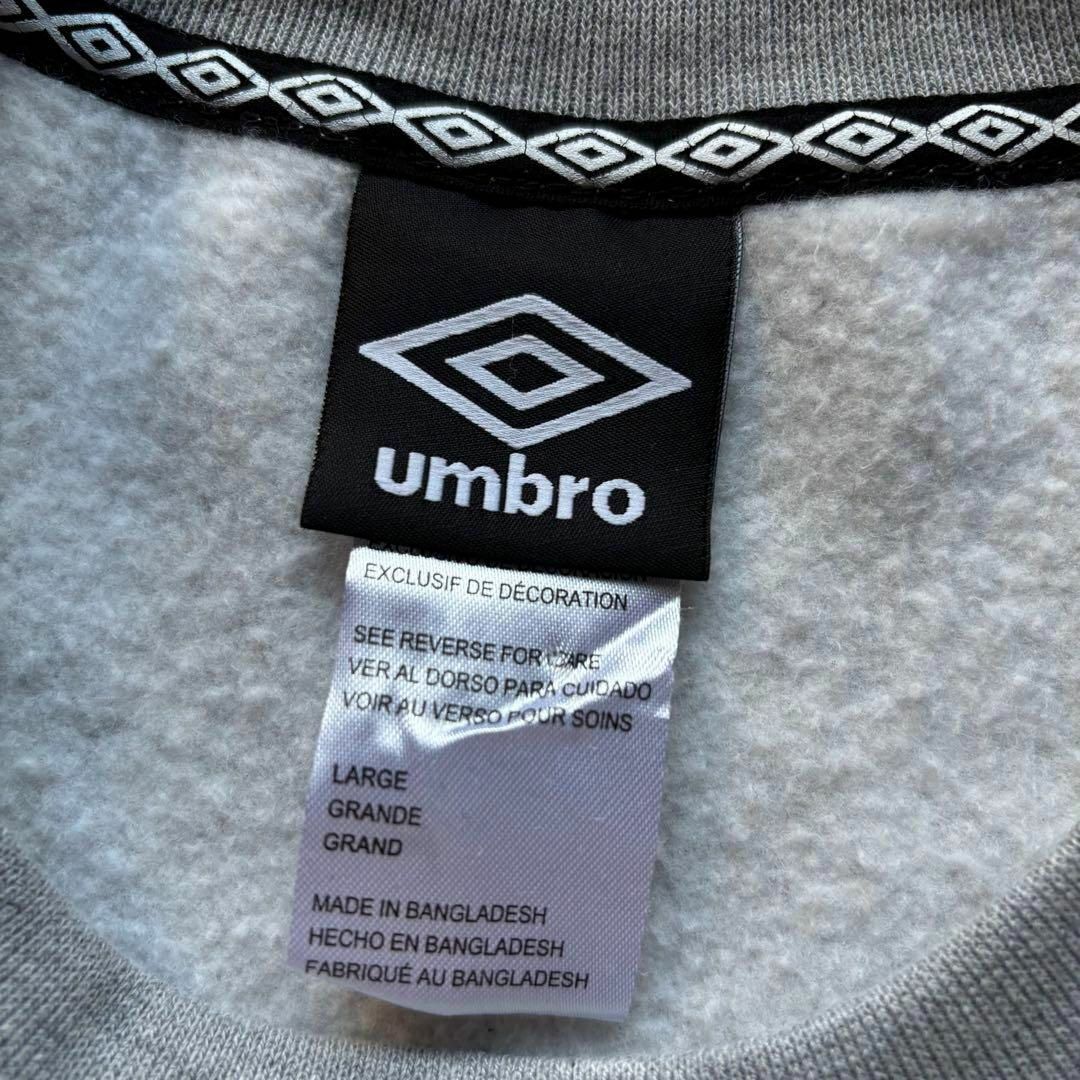 umbro
EXCLUSIF DE DÉCORATION
SEE REVERSE FOR CARE
VER AL DORSO PARA CUIDADO
VOIR AU VERSO POUR SOINS
LARGE
GRANDE
GRAND
MADE IN BANGLADESH
HECHO EN BANGLADESH
FABRIQUÉ AU BANGLADESH